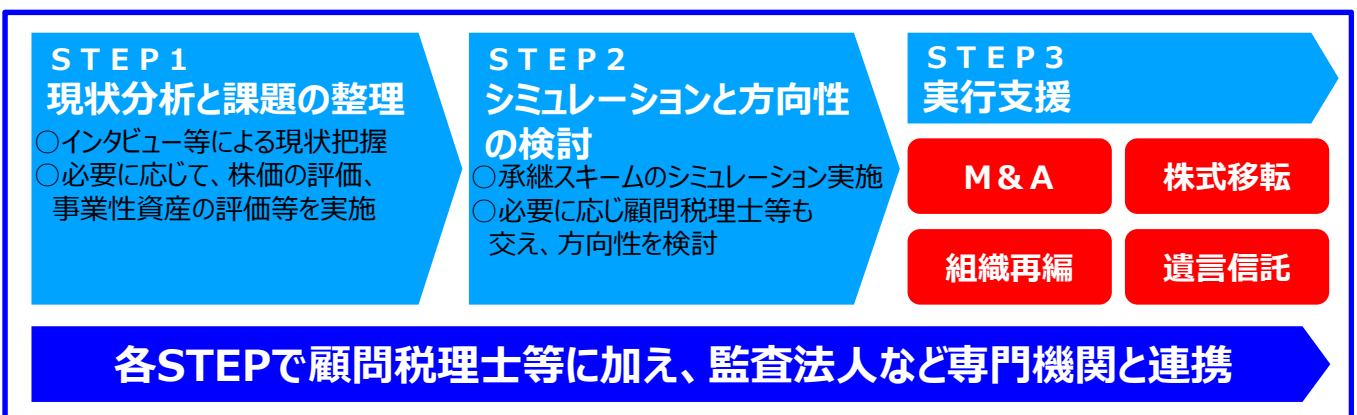 ＳＴＥＰ１
現状分析と課題の整理
○インタビュー等による現状把握
○必要に応じて、株価の評価、
事業性資産の評価等を実施
ＳＴＥＰ２
シミュレーションと方向性
の検討
○承継スキームのシミュレーション実施
○必要に応じ顧問税理士等も
交え、方向性を検討
ＳＴＥＰ３
実行支援
Ｍ＆Ａ
株式移転
組織再編
遺言信託
各STEPで顧問税理士等に加え、監査法人など専門機関と連携